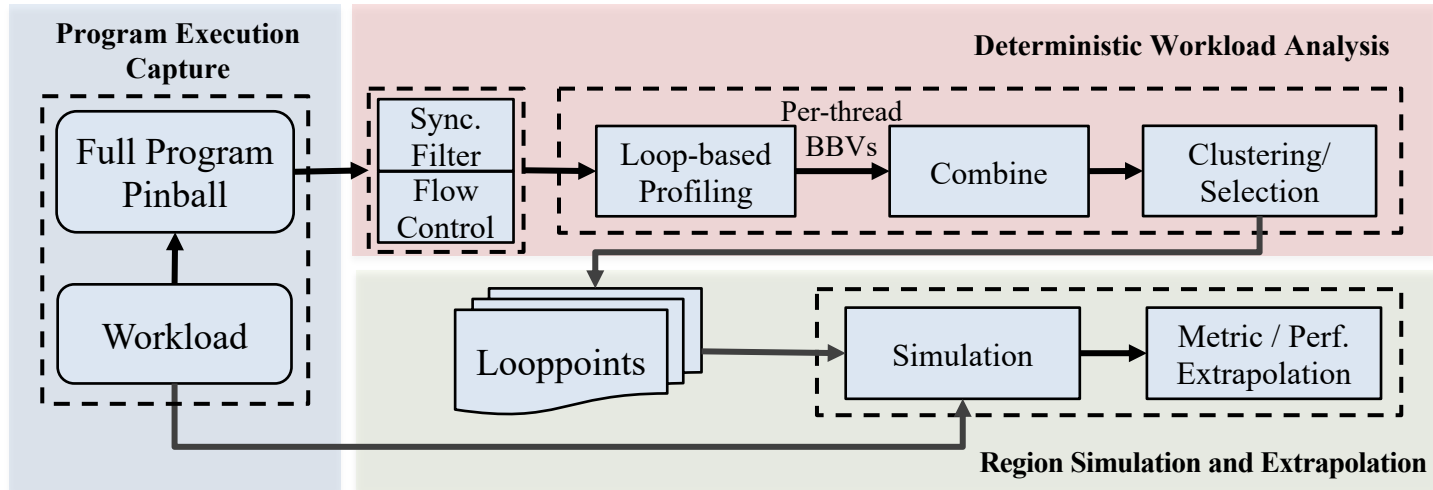 Program Execution
Capture
Full Program
Pinball
Workload
Deterministic Workload Analysis
Sync.
Filter
Flow
Control
Loop-based
Profiling
Per-thread
BBVs
Combine
Clustering/
Selection
Looppoints
Simulation
Metric / Perf.
Extrapolation
Region Simulation and Extrapolation